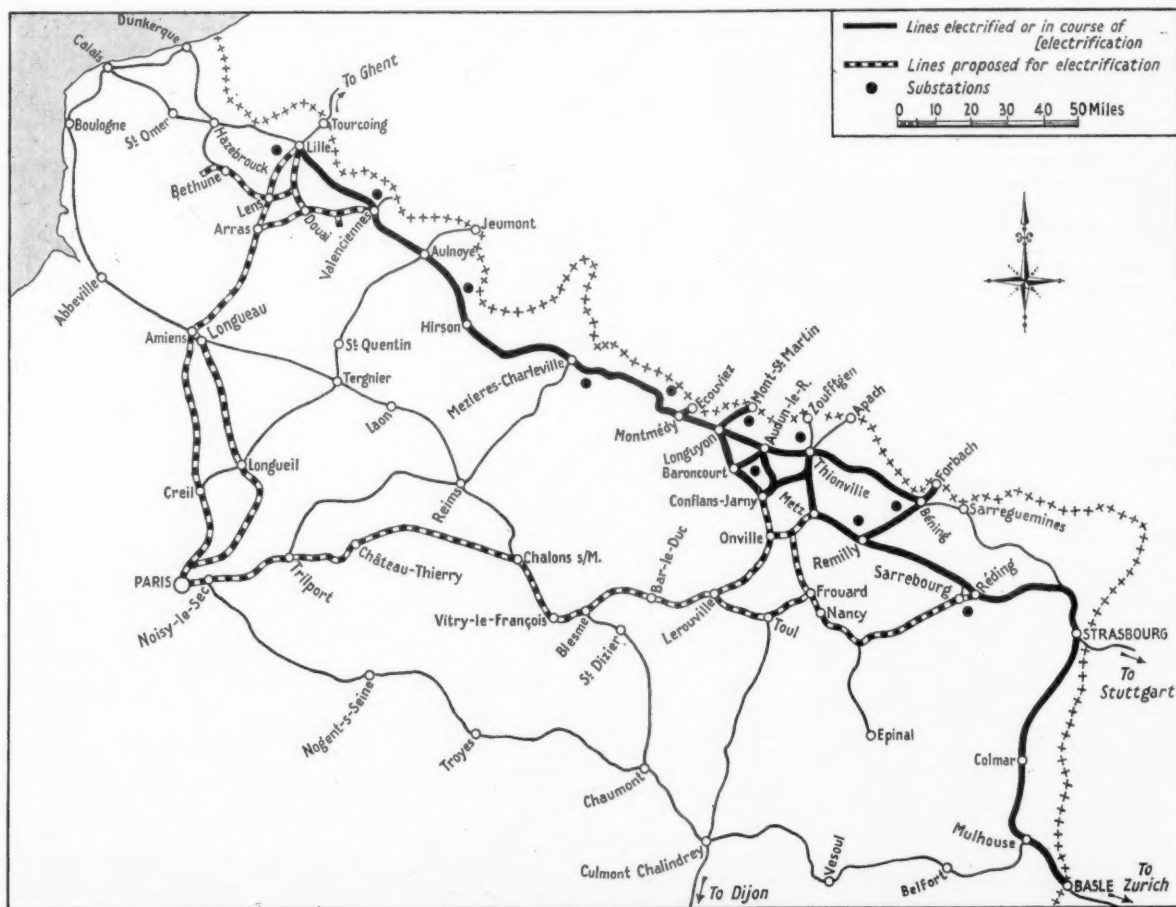 Lines electrified or in course of
[electrification
Lines proposed for electrification
Substations
0 5 10 20 30 40 50 Miles
Dunkerque
Calais
To Ghent
Boulogne
St Omer
Hazebrouck
Tourcoing
Lille
Bethune
Lens
Arras
Douai
Valenciennes
Jeumont
Aulnoye
Abbeville
Amiens
Longueau
Hirson
St Quentin
Tergnier
Mezieres-Charleville
Laon
Montmédy
Ecouviez
Mont-St Martin
Audun-le-R.
Zoufftgen
Apach
Longuyon
Baroncourt
Thionville
Forbach
Longueil
Creil
Reims
Conflans-Jarny
Metz
Béning
Sarreguemines
Onville
Remilly
PARIS
Noisy-le-Sec
Trilport
Château-Thierry
Chalons s/M.
Bar-le-Duc
Sarrebourg
Réding
Vitry-le-François
Blesme
St Dizier
Lerouville
Frouard
Nancy
Toul
STRASBOURG
To
Stuttgart
Nogent-s-Seine
Troyes
Epinal
Colmar
Chaumont
Culmont Chalindrey
Vesoul
Belfort
Mulhouse
To Dijon
BASLE
To
Zurich